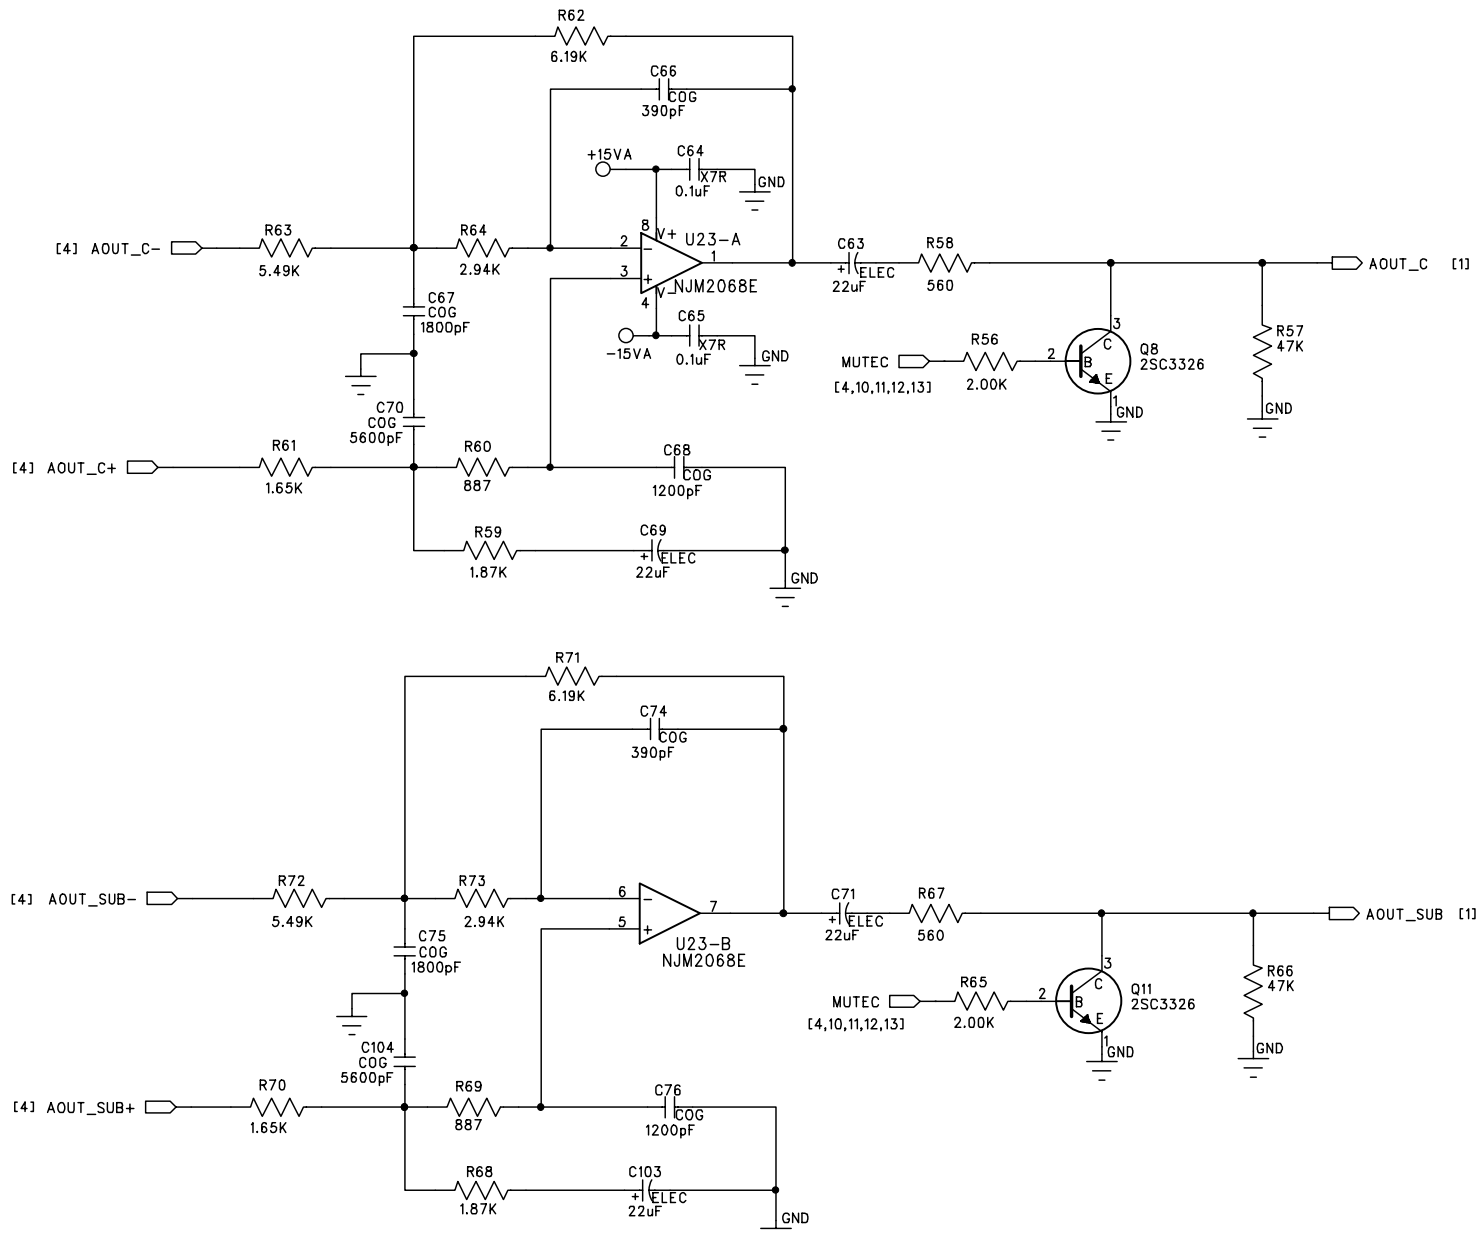 R62
6.19K
C66
COG
390pF
+15VA
C64
X7R
0.1uF
GND
[4] AOUT_C-
R63
5.49K
R64
2.94K
8
V+
U23-A
2
-
1
3
+
V-
NJM2068E
4
C63
+
ELEC
22uF
R58
560
AOUT_C [1]
C67
COG
1800pF
C65
X7R
0.1uF
-15VA
GND
MUTEC
[4,10,11,12,13]
R56
2.00K
2
3
C
B
E
1
Q8
2SC3326
GND
R57
47K
GND
C70
COG
5600pF
[4] AOUT_C+
R61
1.65K
R60
887
C68
COG
1200pF
R59
1.87K
C69
+
ELEC
22uF
GND
R71
6.19K
C74
COG
390pF
[4] AOUT_SUB-
R72
5.49K
R73
2.94K
6
-
7
5
+
U23-B
NJM2068E
C71
+
ELEC
22uF
R67
560
AOUT_SUB [1]
C75
COG
1800pF
MUTEC
[4,10,11,12,13]
R65
2.00K
2
3
C
B
E
1
Q11
2SC3326
GND
R66
47K
GND
C104
COG
5600pF
[4] AOUT_SUB+
R70
1.65K
R69
887
C76
COG
1200pF
R68
1.87K
C103
+
ELEC
22uF
GND